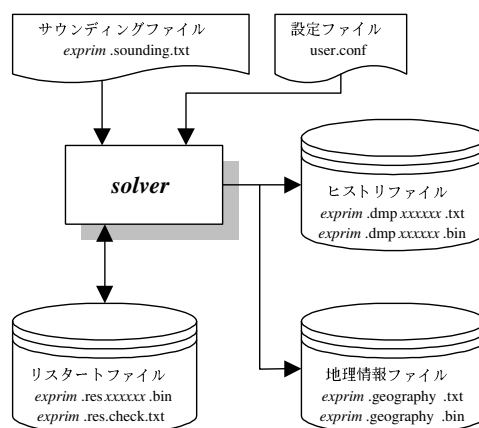 サウンディングファイル
exprim .sounding.txt
設定ファイル
user.conf
solver
ヒストリファイル
exprim .dmp xxxxxx .txt
exprim .dmp xxxxxx .bin
リスタートファイル
exprim .res xxxxxx .bin
exprim .res.check.txt
地理情報ファイル
exprim .geography .txt
exprim .geography .bin